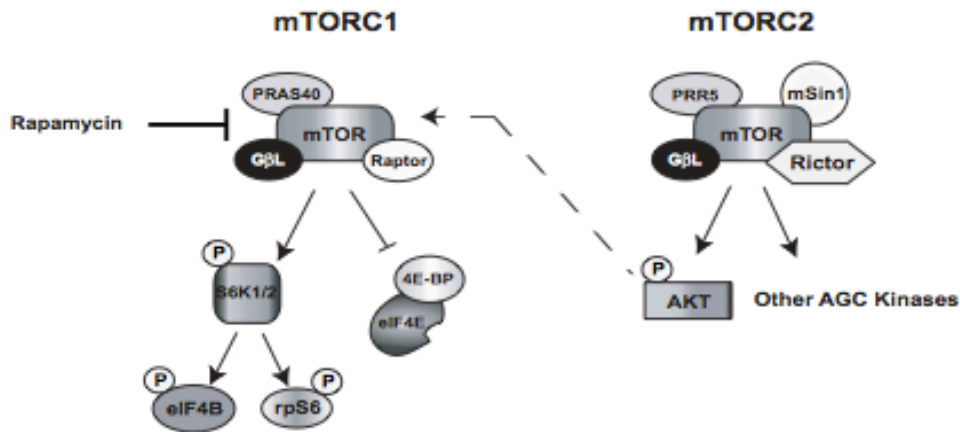 mTORC1
mTORC2
PRAS40
mTOR
GβL
Raptor
Rapamycin
PRR5
mSin1
mTOR
GβL
Rictor
P
S6K1/2
4E-BP
eIF4E
P
AKT
Other AGC Kinases
P
eIF4B
P
rpS6